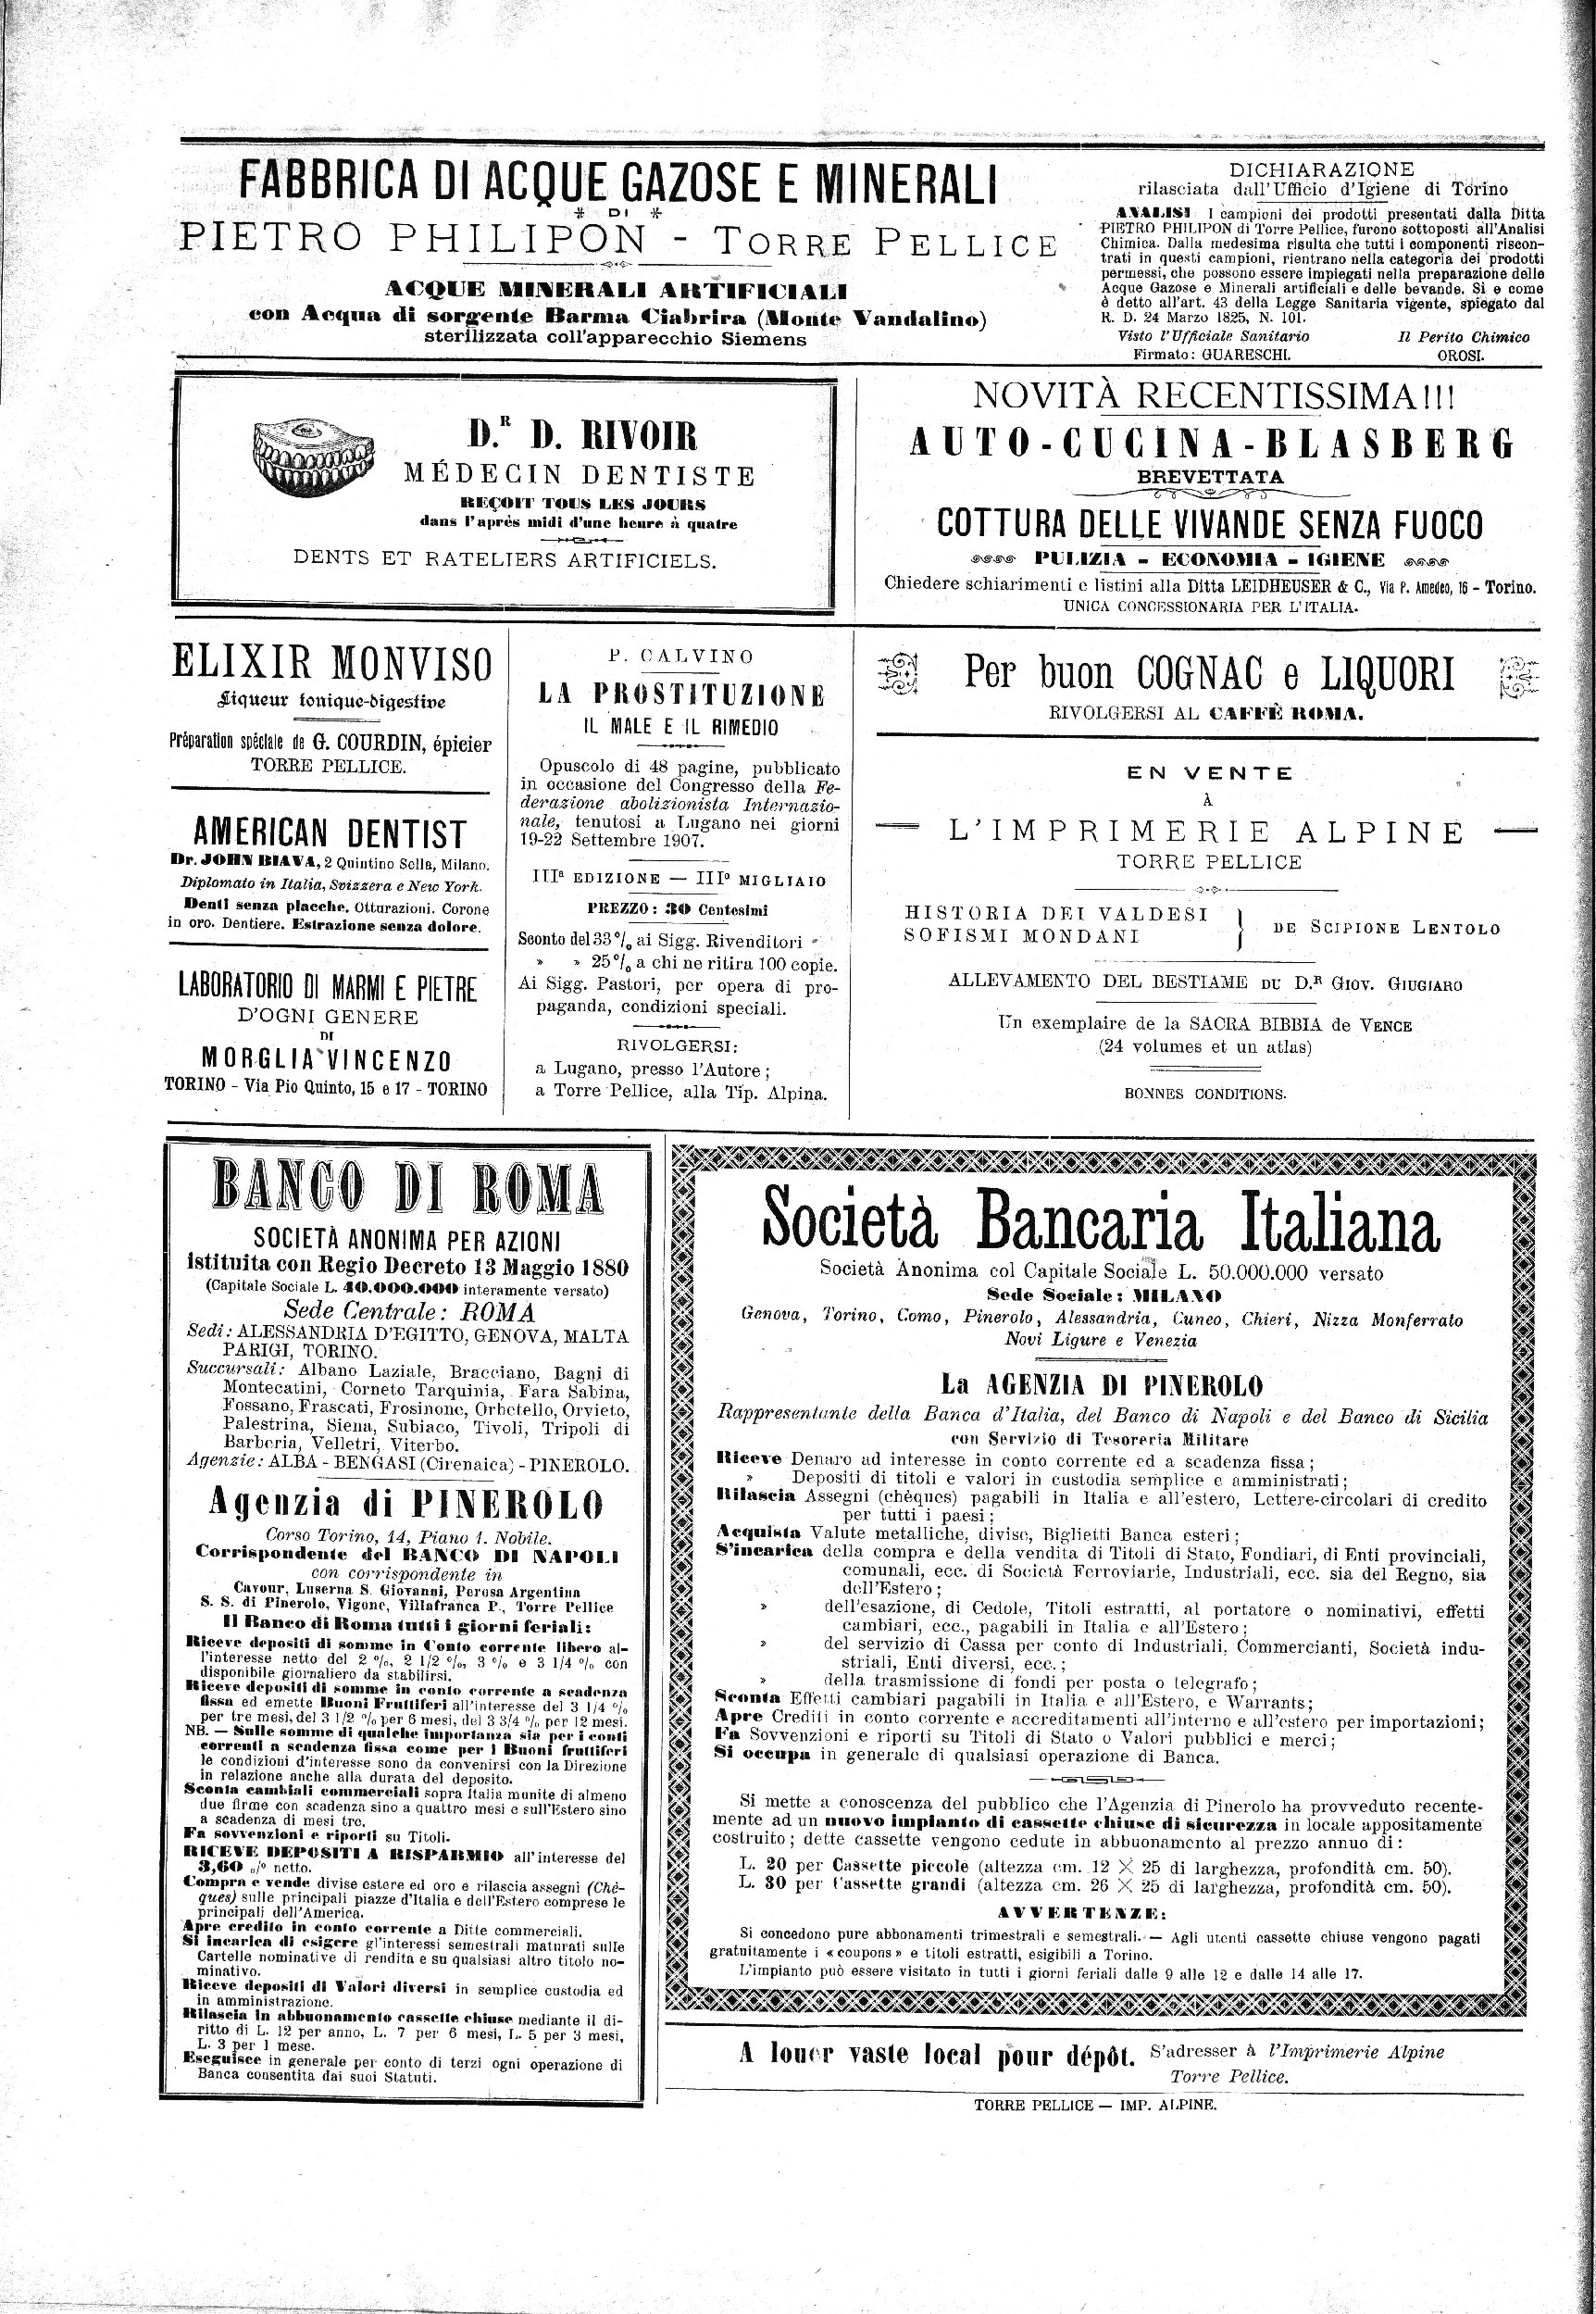 FABBRICA DI ACQUE GAZOSE E MINERALI
* DI *
PIETRO PHILIPON - TORRE PELLICE
ACQUE MINERALI ARTIFICIALI
con Acqua di sorgente Barma Ciabrira (Monte Vandalino)
sterilizzata coll'apparecchio Siemens
DICHIARAZIONE
rilasciata dall'Ufficio d'Igiene di Torino
ANALISI I campioni dei prodotti presentati dalla Ditta
PIETRO PHILIPON di Torre Pellice, furono sottoposti all'Analisi
Chimica. Dalla medesima risulta che tutti i componenti riscon-
trati in questi campioni, rientrano nella categoria dei prodotti
permessi, che possono essere impiegati nella preparazione delle
Acque Gazose e Minerali artificiali e delle bevande. Si e come
è detto all'art. 43 della Legge Sanitaria vigente, spiegato dal
R. D. 24 Marzo 1825, N. 101.
Visto l'Ufficiale Sanitario Il Perito Chimico
Firmato: GUARESCHI. OROSI.
D.R D. RIVOIR
MÉDECIN DENTISTE
REÇOIT TOUS LES JOURS
dans l'après midi d'une heure à quatre
DENTS ET RATELIERS ARTIFICIELS.
NOVITÀ RECENTISSIMA!!!
AUTO-CUCINA-BLASBERG
BREVETTATA
COTTURA DELLE VIVANDE SENZA FUOCO
PULIZIA - ECONOMIA - IGIENE
Chiedere schiarimenti e listini alla Ditta LEIDHEUSER & C., Via P. Amedeo, 16 - Torino.
UNICA CONCESSIONARIA PER L'ITALIA.
ELIXIR MONVISO
Liqueur tonique-digestive
Préparation spéciale de G. COURDIN, épicier
TORRE PELLICE.
AMERICAN DENTIST
Dr. JOHN BIAVA, 2 Quintino Sella, Milano.
Diplomato in Italia, Svizzera e New York.
Denti senza placche. Otturazioni. Corone
in oro. Dentiere. Estrazione senza dolore.
LABORATORIO DI MARMI E PIETRE
D'OGNI GENERE
DI
MORGLIA VINCENZO
TORINO - Via Pio Quinto, 15 e 17 - TORINO
P. CALVINO
LA PROSTITUZIONE
IL MALE E IL RIMEDIO
Opuscolo di 48 pagine, pubblicato
in occasione del Congresso della Fe-
derazione abolizionista Internazio-
nale, tenutosi a Lugano nei giorni
19-22 Settembre 1907.
IIIª EDIZIONE — IIIº MIGLIAIO
PREZZO: 30 Centesimi
Sconto del 33 % ai Sigg. Rivenditori
» » 25 % a chi ne ritira 100 copie.
Ai Sigg. Pastori, per opera di pro-
paganda, condizioni speciali.
RIVOLGERSI:
a Lugano, presso l'Autore;
a Torre Pellice, alla Tip. Alpina.
Per buon COGNAC e LIQUORI
RIVOLGERSI AL CAFFÈ ROMA.
EN VENTE
À
— L'IMPRIMERIE ALPINE —
TORRE PELLICE
HISTORIA DEI VALDESI
SOFISMI MONDANI } DE SCIPIONE LENTOLO
ALLEVAMENTO DEL BESTIAME DU D.R GIOV. GIUGIARO
Un exemplaire de la SACRA BIBBIA de VENCE
(24 volumes et un atlas)
BONNES CONDITIONS.
BANCO DI ROMA
SOCIETÀ ANONIMA PER AZIONI
istituita con Regio Decreto 13 Maggio 1880
(Capitale Sociale L. 40.000.000 interamente versato)
Sede Centrale: ROMA
Sedi: ALESSANDRIA D'EGITTO, GENOVA, MALTA
PARIGI, TORINO.
Succursali: Albano Laziale, Bracciano, Bagni di
Montecatini, Corneto Tarquinia, Fara Sabina,
Fossano, Frascati, Frosinone, Orbetello, Orvieto,
Palestrina, Siena, Subiaco, Tivoli, Tripoli di
Barberia, Velletri, Viterbo.
Agenzie: ALBA - BENGASI (Cirenaica) - PINEROLO.
Agenzia di PINEROLO
Corso Torino, 14, Piano 1. Nobile.
Corrispondente del BANCO DI NAPOLI
con corrispondente in
Cavour, Luserna S. Giovanni, Perosa Argentina
S. S. di Pinerolo, Vigone, Villafranca P., Torre Pellice
Il Banco di Roma tutti i giorni feriali:
Riceve depositi di somme in Conto corrente libero al-
l'interesse netto del 2 %, 2 1/2 %, 3 % e 3 1/4 % con
disponibile giornaliero da stabilirsi.
Riceve depositi di somme in conto corrente a scadenza
fissa ed emette Buoni Fruttiferi all'interesse del 3 1/4 %
per tre mesi, del 3 1/2 % per 6 mesi, del 3 3/4 % per 12 mesi.
NB. — Sulle somme di qualche importanza sia per i conti
correnti a scadenza fissa come per i Buoni fruttiferi
le condizioni d'interesse sono da convenirsi con la Direzione
in relazione anche alla durata del deposito.
Sconta cambiali commerciali sopra Italia munite di almeno
due firme con scadenza sino a quattro mesi e sull'Estero sino
a scadenza di mesi tre.
Fa sovvenzioni e riporti su Titoli.
RICEVE DEPOSITI A RISPARMIO all'interesse del
3,60 o/o netto.
Compra e vende divise estere ed oro e rilascia assegni (Chè-
ques) sulle principali piazze d'Italia e dell'Estero comprese le
principali dell'America.
Apre credito in conto corrente a Ditte commerciali.
Si incarica di esigere gl'interessi semestrali maturati sulle
Cartelle nominative di rendita e su qualsiasi altro titolo no-
minativo.
Riceve depositi di Valori diversi in semplice custodia ed
in amministrazione.
Rilascia in abbuonamento cassette chiuse mediante il di-
ritto di L. 12 per anno, L. 7 per 6 mesi, L. 5 per 3 mesi,
L. 3 per 1 mese.
Eseguisce in generale per conto di terzi ogni operazione di
Banca consentita dai suoi Statuti.
Società Bancaria Italiana
Società Anonima col Capitale Sociale L. 50.000.000 versato
Sede Sociale: MILANO
Genova, Torino, Como, Pinerolo, Alessandria, Cuneo, Chieri, Nizza Monferrato
Novi Ligure e Venezia
La AGENZIA DI PINEROLO
Rappresentante della Banca d'Italia, del Banco di Napoli e del Banco di Sicilia
con Servizio di Tesoreria Militare
Riceve Denaro ad interesse in conto corrente ed a scadenza fissa;
» Depositi di titoli e valori in custodia semplice e amministrati;
Rilascia Assegni (chèques) pagabili in Italia e all'estero, Lettere-circolari di credito
per tutti i paesi;
Acquista Valute metalliche, divise, Biglietti Banca esteri;
S'incarica della compra e della vendita di Titoli di Stato, Fondiari, di Enti provinciali,
comunali, ecc. di Società Ferroviarie, Industriali, ecc. sia del Regno, sia
dell'Estero;
» dell'esazione, di Cedole, Titoli estratti, al portatore o nominativi, effetti
cambiari, ecc., pagabili in Italia e all'Estero;
» del servizio di Cassa per conto di Industriali, Commercianti, Società indu-
striali, Enti diversi, ecc.;
» della trasmissione di fondi per posta o telegrafo;
Sconta Effetti cambiari pagabili in Italia e all'Estero, e Warrants;
Apre Crediti in conto corrente e accreditamenti all'interno e all'estero per importazioni;
Fa Sovvenzioni e riporti su Titoli di Stato o Valori pubblici e merci;
Si occupa in generale di qualsiasi operazione di Banca.
Si mette a conoscenza del pubblico che l'Agenzia di Pinerolo ha provveduto recente-
mente ad un nuovo impianto di cassette chiuse di sicurezza in locale appositamente
costruito; dette cassette vengono cedute in abbuonamento al prezzo annuo di:
L. 20 per Cassette piccole (altezza cm. 12 × 25 di larghezza, profondità cm. 50).
L. 30 per Cassette grandi (altezza cm. 26 × 25 di larghezza, profondità cm. 50).
AVVERTENZE:
Si concedono pure abbonamenti trimestrali e semestrali. — Agli utenti cassette chiuse vengono pagati
gratuitamente i «coupons» e titoli estratti, esigibili a Torino.
L'impianto può essere visitato in tutti i giorni feriali dalle 9 alle 12 e dalle 14 alle 17.
A louer vaste local pour dépôt. S'adresser à l'Imprimerie Alpine
Torre Pellice.
TORRE PELLICE — IMP. ALPINE.